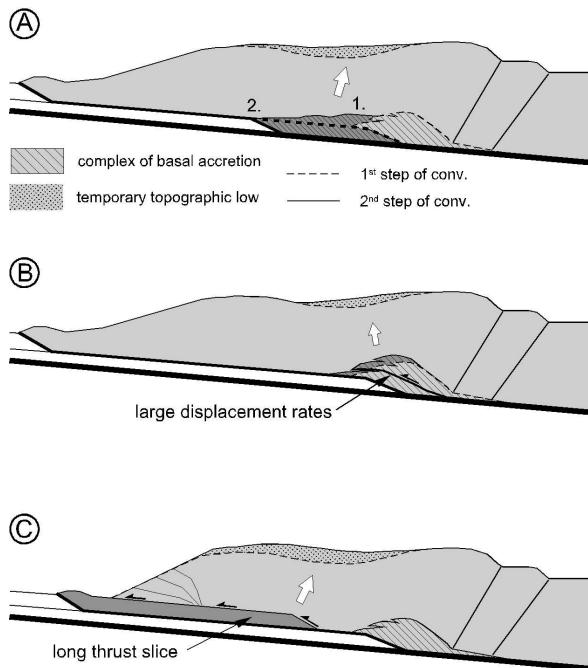 A
2.
1.
complex of basal accretion
1st step of conv.
temporary topographic low
2nd step of conv.
B
large displacement rates
C
long thrust slice